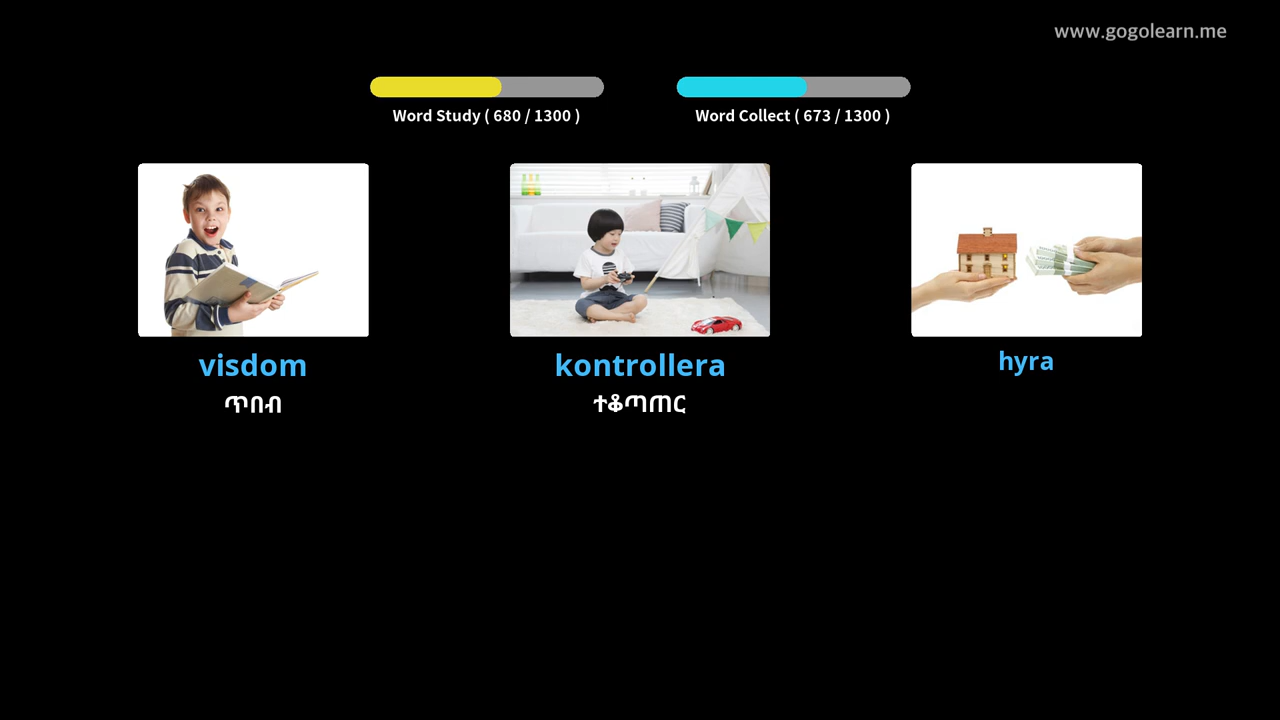 www.gogolearn.me
Word Study ( 680 / 1300 )
Word Collect ( 673 / 1300 )
visdom
kontrollera
hyra
ጥበብ
ተቆጣጠር